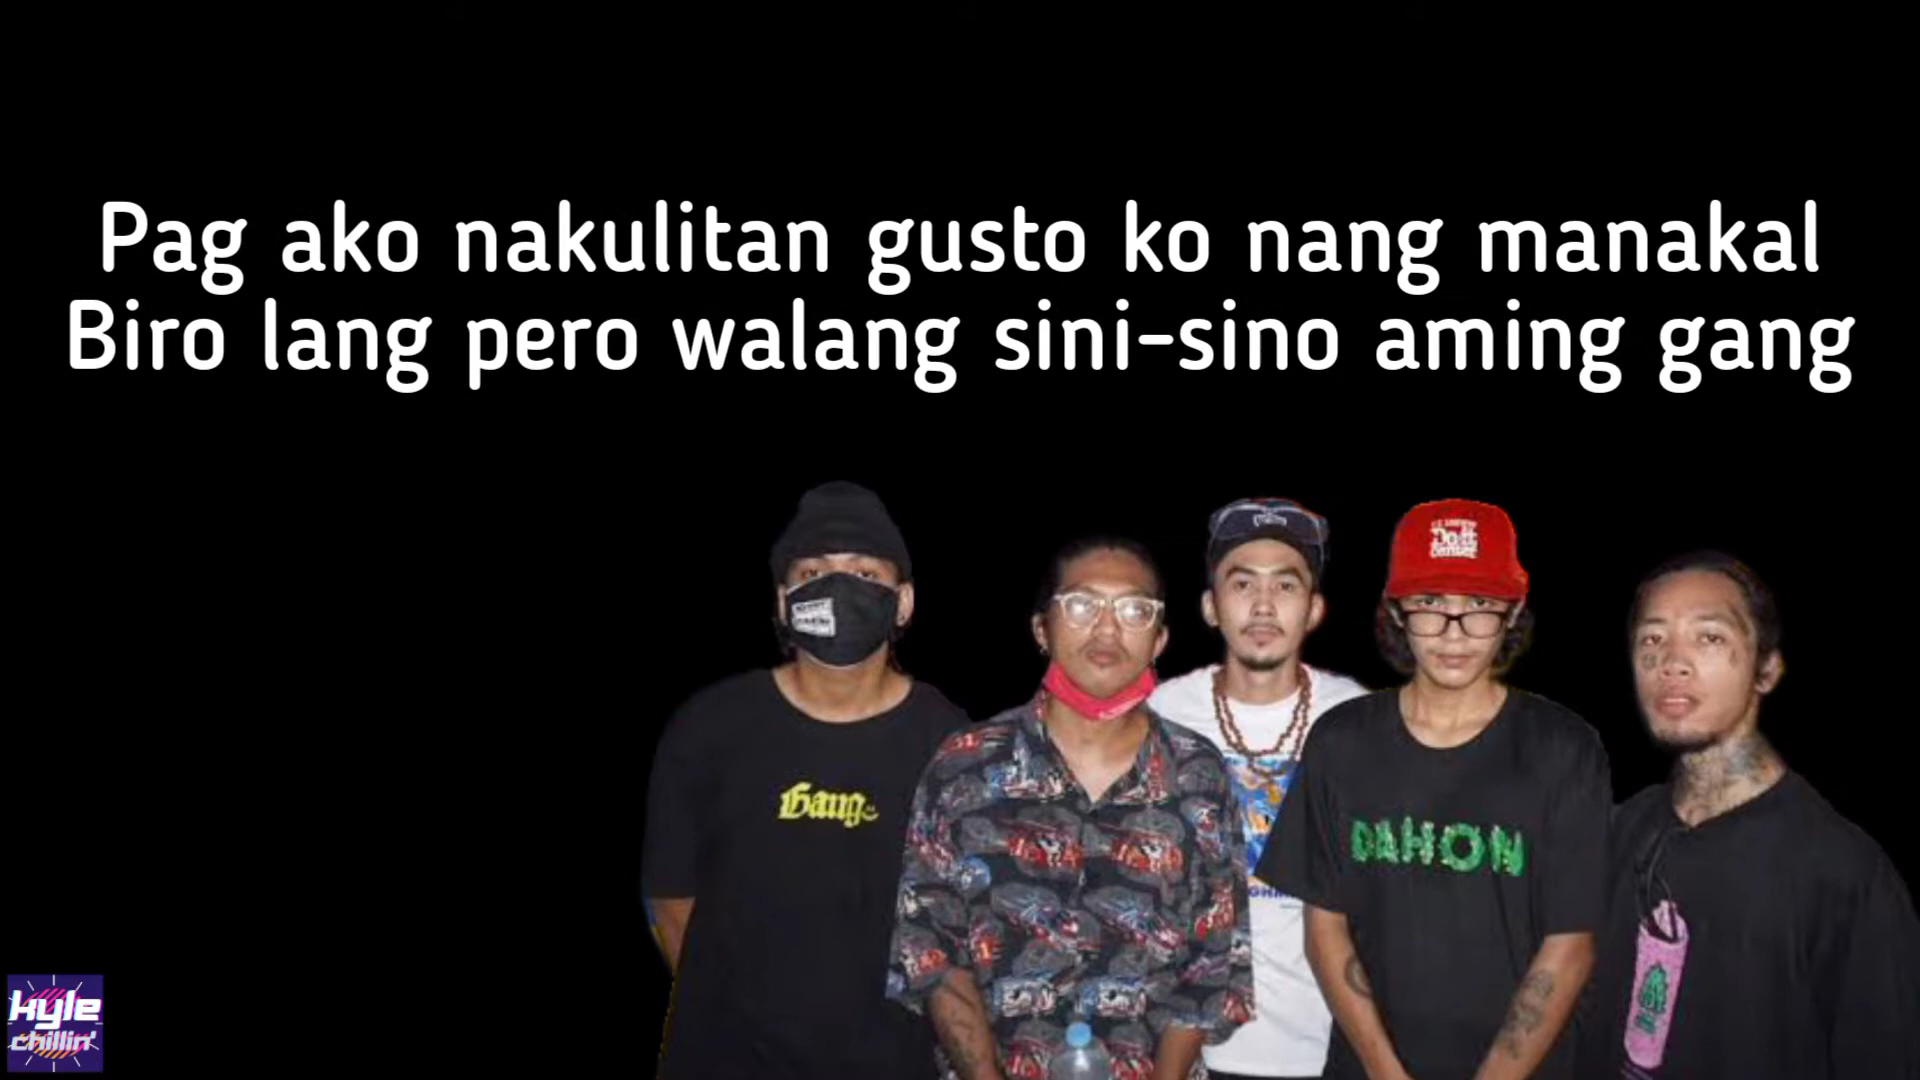 Pag ako nakulitan gusto ko nang manakal
Biro lang pero walang sini-sino aming gang
Gang
DAHON
kyle
chillin'